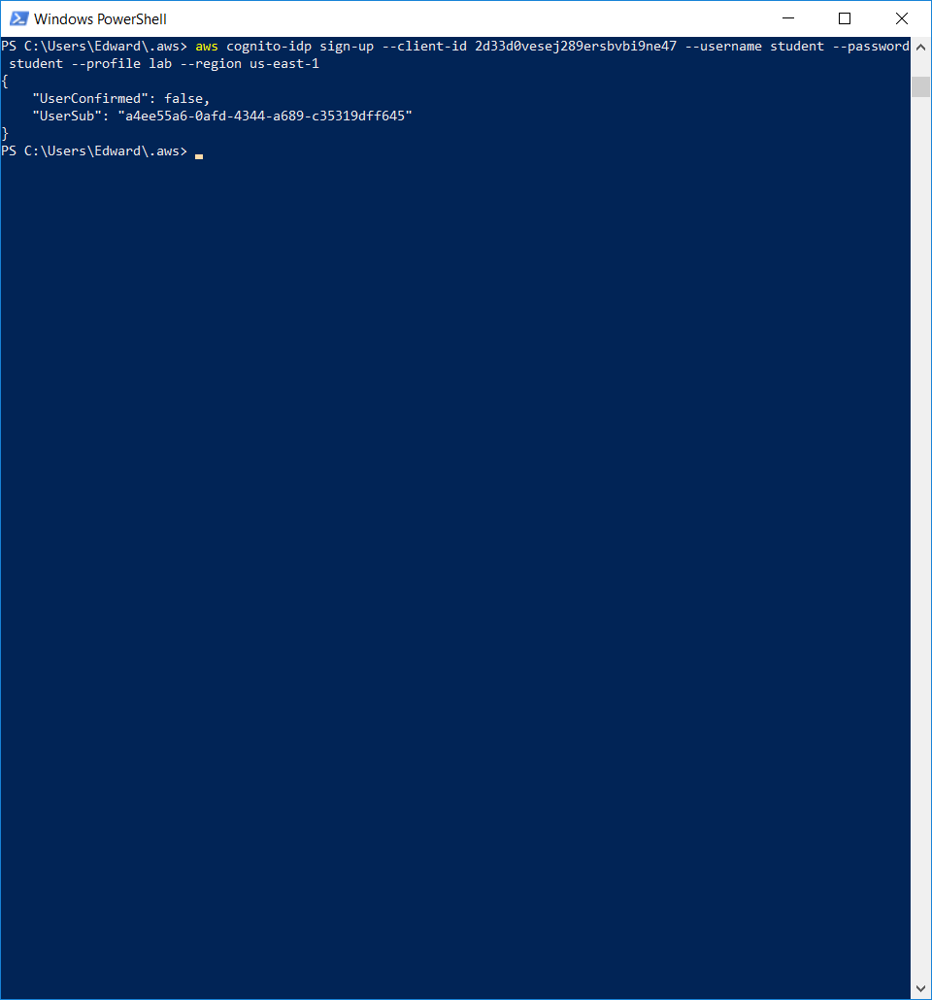 Windows PowerShell
PS C:\Users\Edward\.aws> aws cognito-idp sign-up --client-id 2d33d0vesej289ersbvbi9ne47 --username student --password
 student --profile lab --region us-east-1
{
    "UserConfirmed": false,
    "UserSub": "a4ee55a6-0afd-4344-a689-c35319dff645"
}
PS C:\Users\Edward\.aws>